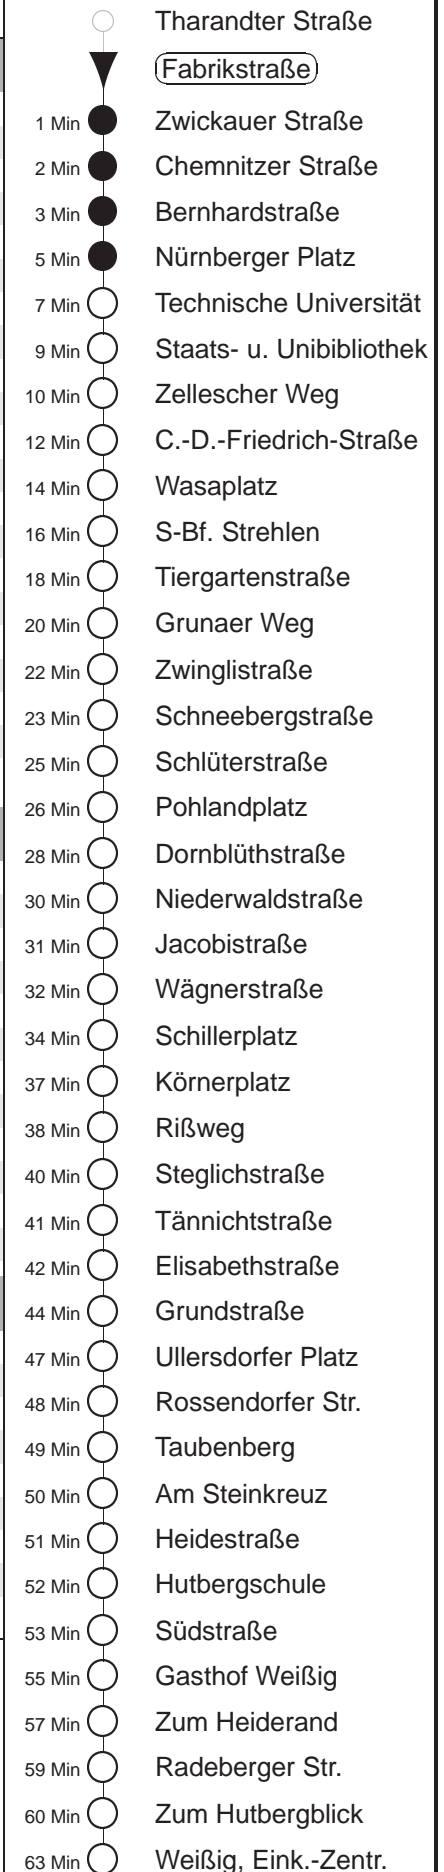 Tharandter Straße
Fabrikstraße
1 Min Zwickauer Straße
2 Min Chemnitzer Straße
3 Min Bernhardstraße
5 Min Nürnberger Platz
7 Min Technische Universität
9 Min Staats- u. Unibibliothek
10 Min Zellescher Weg
12 Min C.-D.-Friedrich-Straße
14 Min Wasaplatz
16 Min S-Bf. Strehlen
18 Min Tiergartenstraße
20 Min Grunaer Weg
22 Min Zwinglistraße
23 Min Schneebergstraße
25 Min Schlüterstraße
26 Min Pohlandplatz
28 Min Dornblüthstraße
30 Min Niederwaldstraße
31 Min Jacobistraße
32 Min Wägnerstraße
34 Min Schillerplatz
37 Min Körnerplatz
38 Min Rißweg
40 Min Steglichstraße
41 Min Tännichtstraße
42 Min Elisabethstraße
44 Min Grundstraße
47 Min Ullersdorfer Platz
48 Min Rossendorfer Str.
49 Min Taubenberg
50 Min Am Steinkreuz
51 Min Heidestraße
52 Min Hutbergschule
53 Min Südstraße
55 Min Gasthof Weißig
57 Min Zum Heiderand
59 Min Radeberger Str.
60 Min Zum Hutbergblick
63 Min Weißig, Eink.-Zentr.